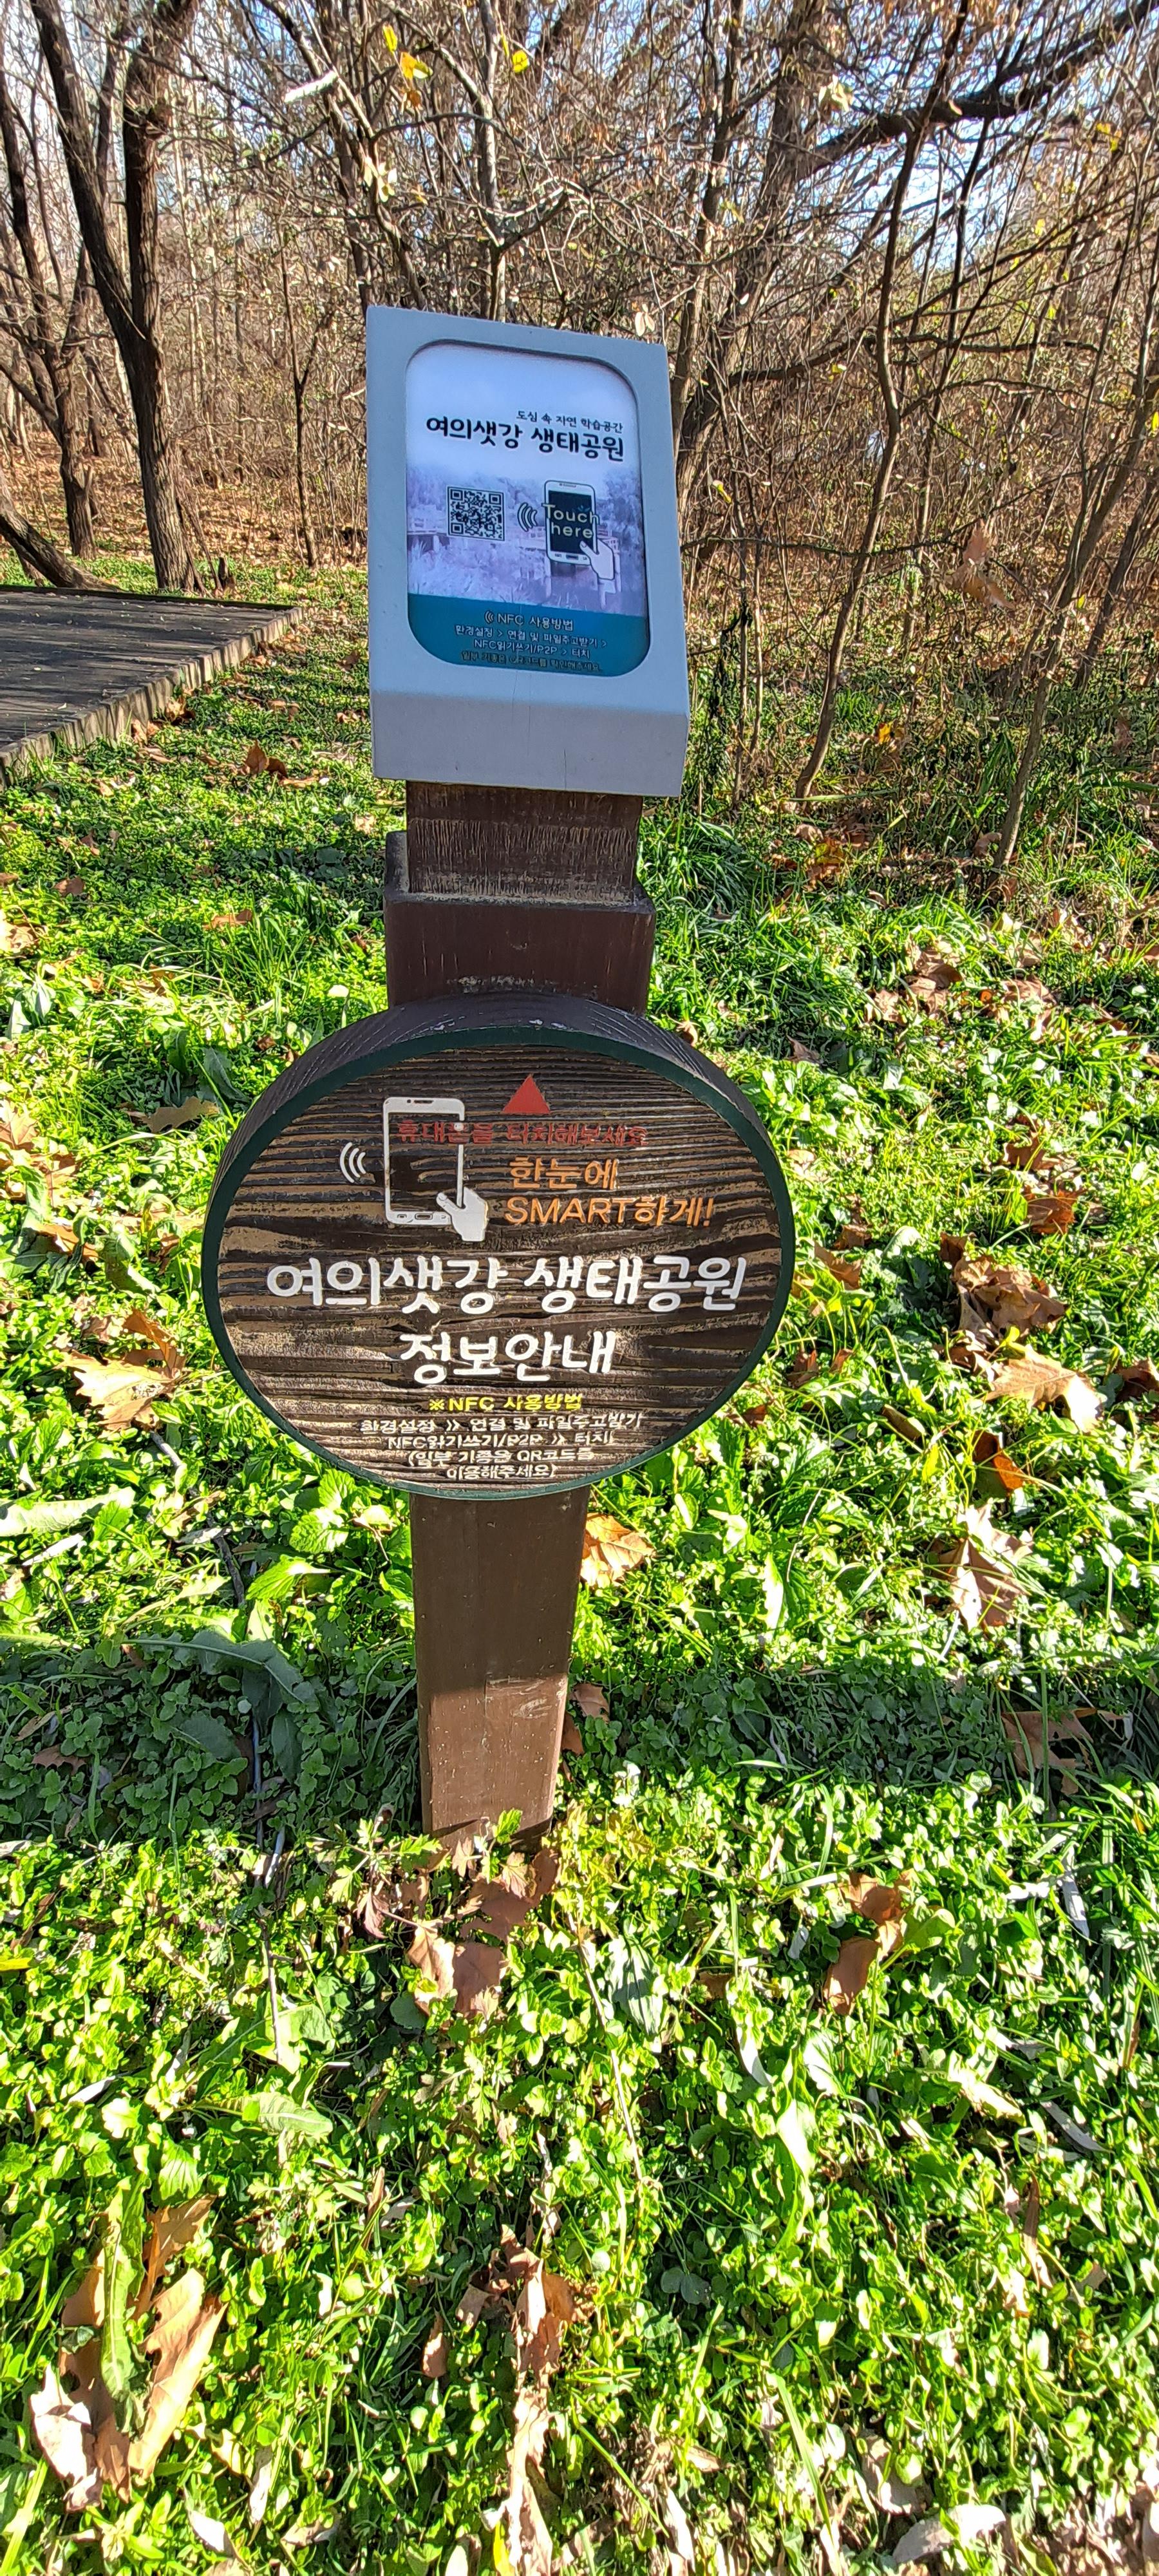 도심 속 자연 학습공간
여의샛강 생태공원
Touch
here
NFC 사용방법
환경설정 > 연결 및 파일주고받기 >
NFC읽기쓰기/P2P > 터치
휴대폰을 터치해보세요
한눈에
SMART하게!
여의샛강 생태공원
정보안내
※NFC 사용방법
환경설정 》 연결 및 파일주고받기
NFC읽기쓰기/P2P 》 터치
(일부 기종은 QR코드를
이용해주세요)